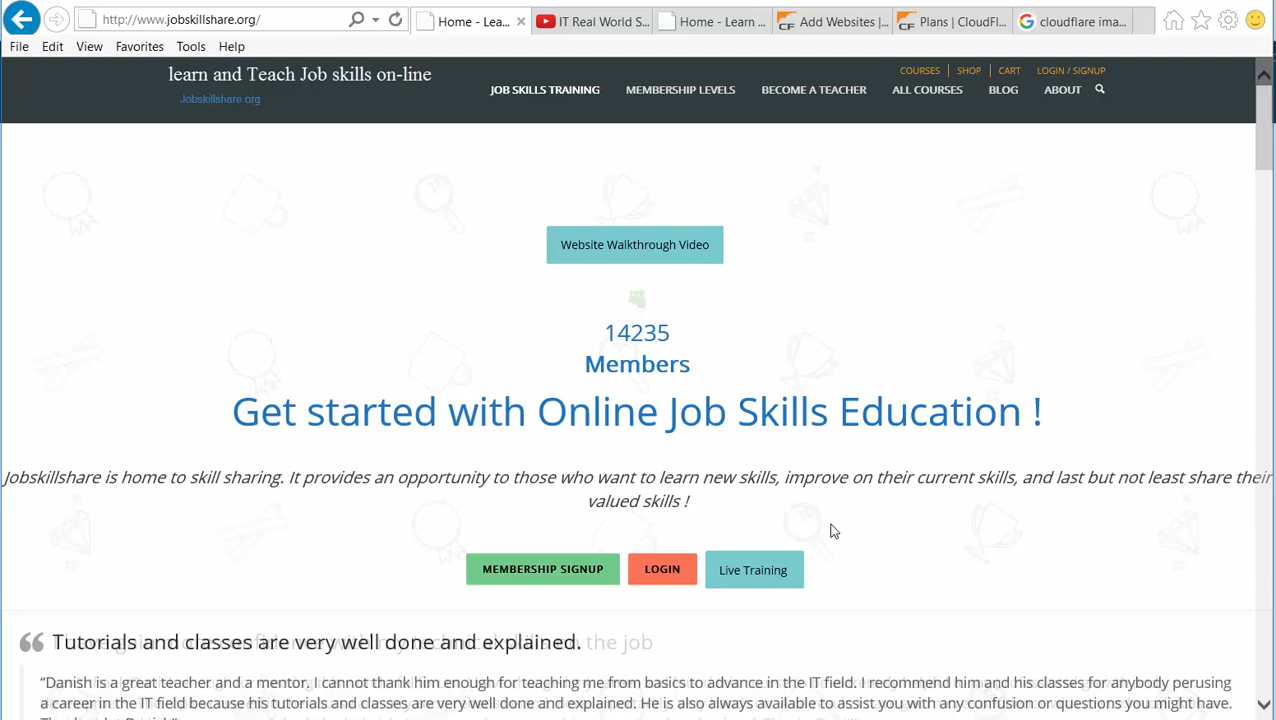 http://www.jobskillshare.org/
Home - Lea...
IT Real World S...
Home - Learn ...
Add Websites |...
Plans | CloudFl...
cloudflare ima...
File Edit View Favorites Tools Help
learn and Teach Job skills on-line
Jobskillshare.org
COURSES | SHOP | CART LOGIN / SIGNUP
JOB SKILLS TRAINING MEMBERSHIP LEVELS BECOME A TEACHER ALL COURSES BLOG ABOUT
Website Walkthrough Video
14235
Members
Get started with Online Job Skills Education !
Jobskillshare is home to skill sharing. It provides an opportunity to those who want to learn new skills, improve on their current skills, and last but not least share their
valued skills !
MEMBERSHIP SIGNUP LOGIN Live Training
Tutorials and classes are very well done and explained.
“Danish is a great teacher and a mentor, I cannot thank him enough for teaching me from basics to advance in the IT field. I recommend him and his classes for anybody perusing
a career in the IT field because his tutorials and classes are very well done and explained. He is also always available to assist you with any confusion or questions you might have.